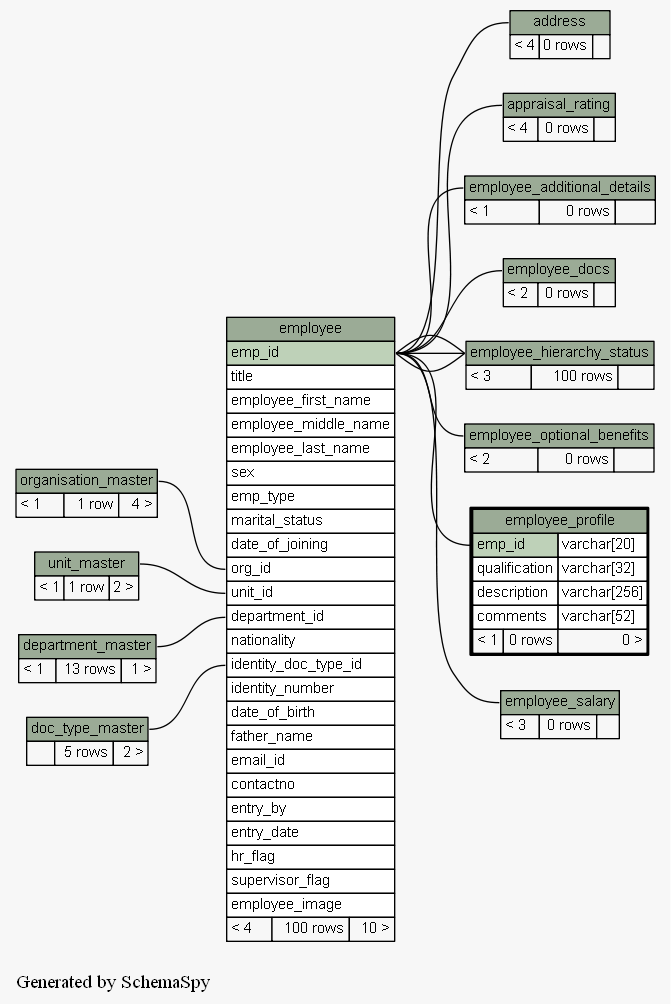 address
< 4 0 rows
appraisal_rating
< 4 0 rows
employee_additional_details
< 1 0 rows
employee_docs
< 2 0 rows
employee_hierarchy_status
< 3 100 rows
employee_optional_benefits
< 2 0 rows
employee_profile
emp_id varchar[20]
qualification varchar[32]
description varchar[256]
comments varchar[52]
< 1 0 rows 0 >
employee_salary
< 3 0 rows
employee
emp_id
title
employee_first_name
employee_middle_name
employee_last_name
sex
emp_type
marital_status
date_of_joining
org_id
unit_id
department_id
nationality
identity_doc_type_id
identity_number
date_of_birth
father_name
email_id
contactno
entry_by
entry_date
hr_flag
supervisor_flag
employee_image
< 4 100 rows 10 >
organisation_master
< 1 1 row 4 >
unit_master
< 1 1 row 2 >
department_master
< 1 13 rows 1 >
doc_type_master
5 rows 2 >
Generated by SchemaSpy